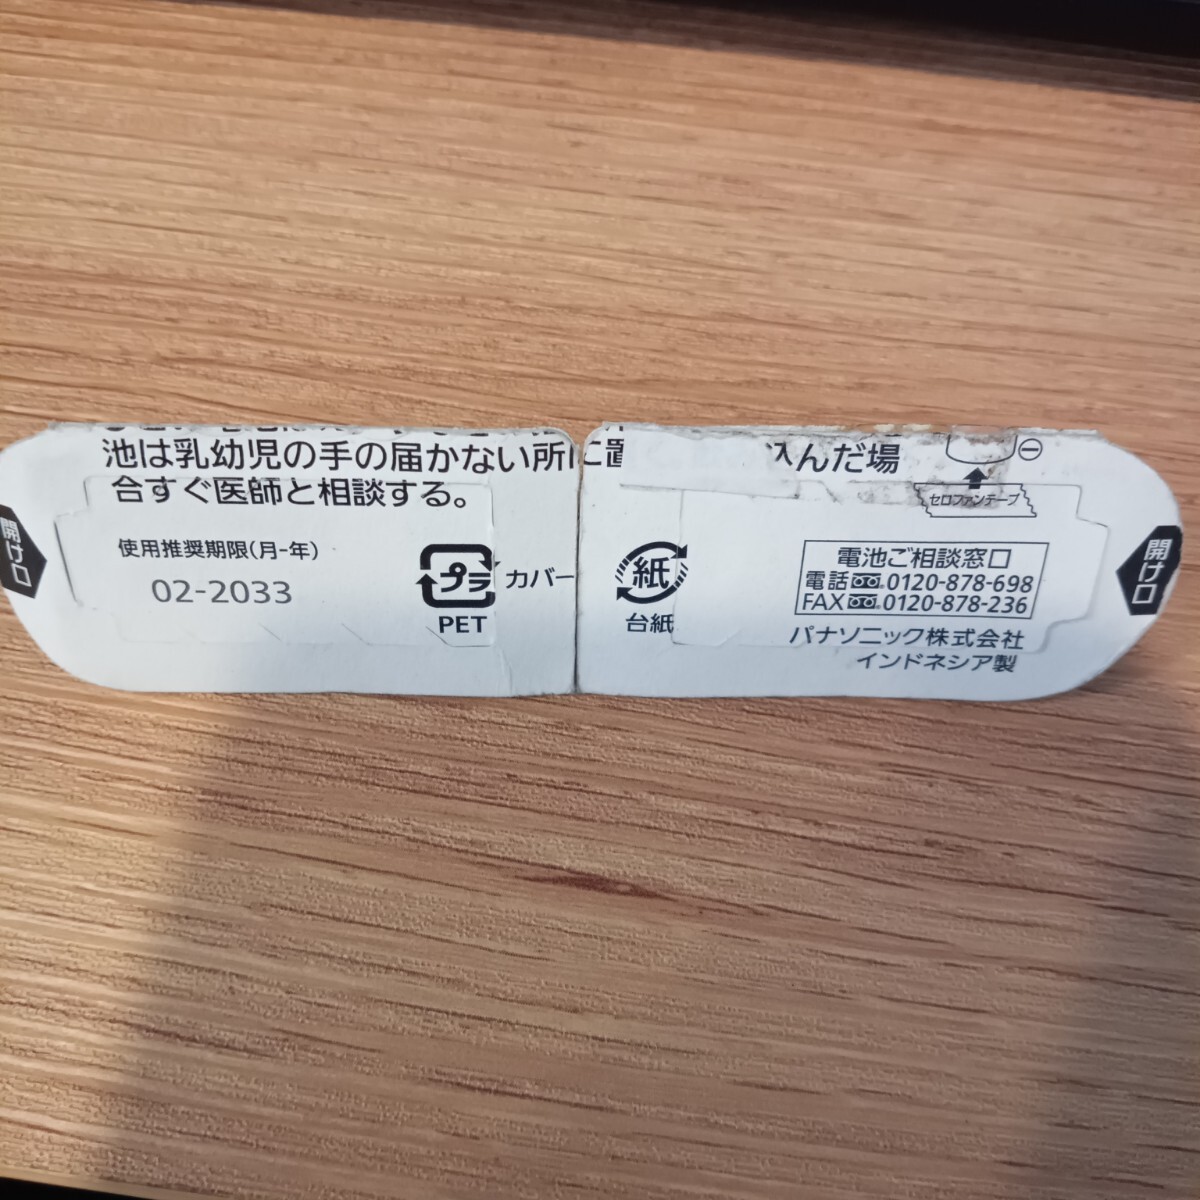 池は乳幼児の手の届かない所に置
込んだ場
合すぐ医師と相談する。
⊖
セロファンテープ
開け口
使用推奨期限(月-年)
02-2033
プラ
カバー
PET
紙
台紙
電池ご相談窓口
電話 0120-878-698
FAX 0120-878-236
パナソニック株式会社
インドネシア製
開け口